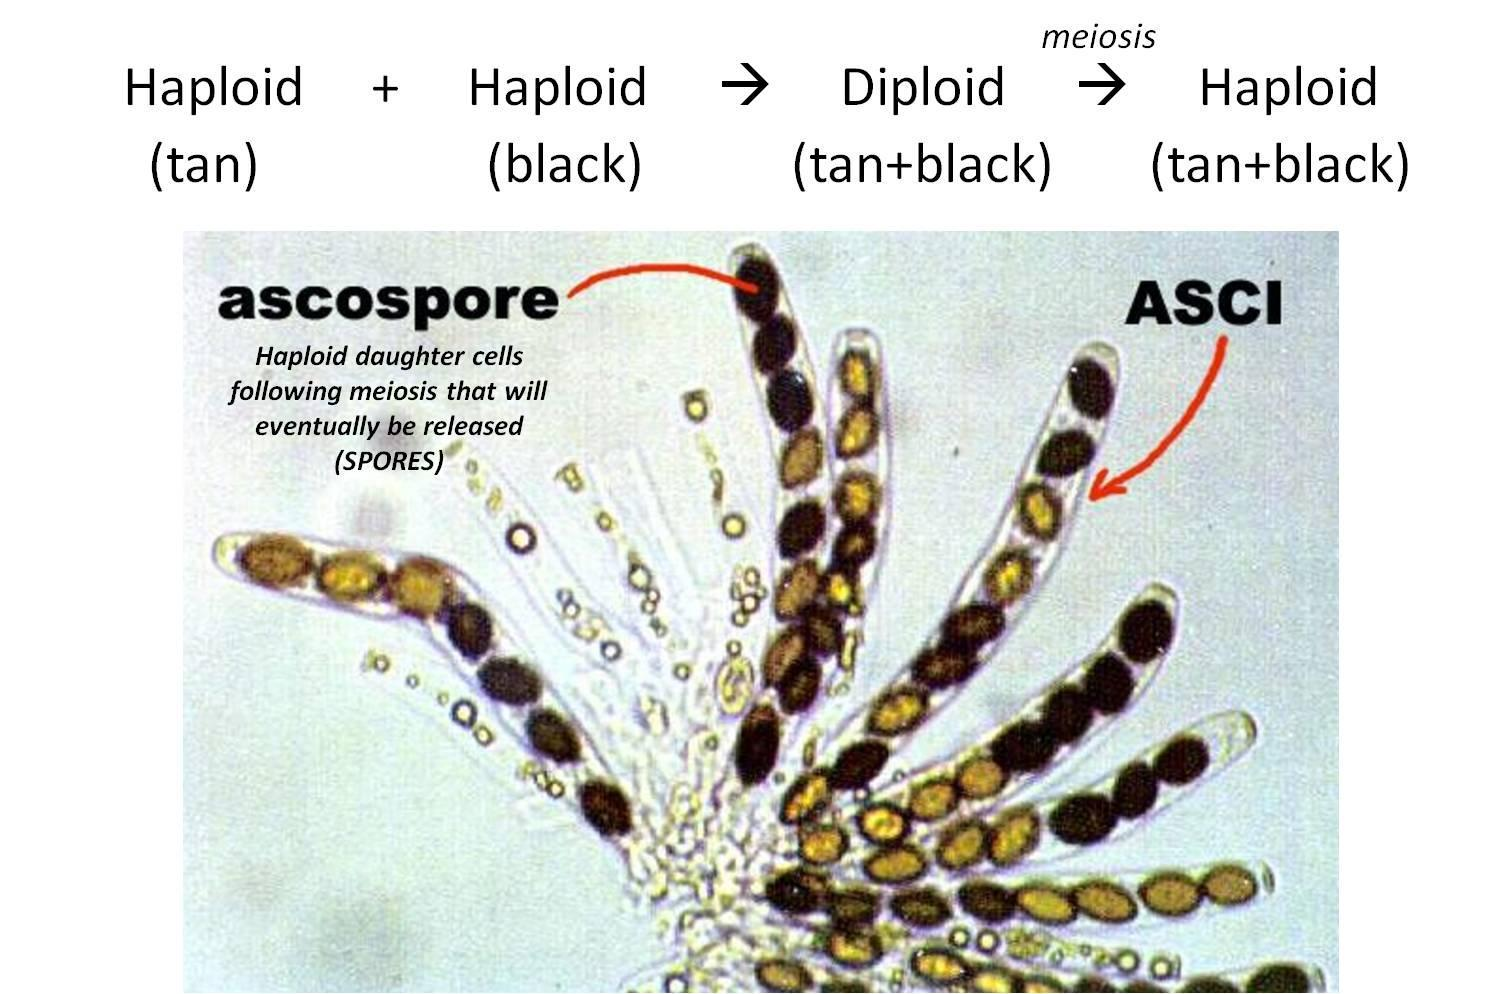 meiosis
Haploid + Haploid → Diploid → Haploid
(tan) (black) (tan+black) (tan+black)
ascospore
ASCI
Haploid daughter cells
following meiosis that will
eventually be released
(SPORES)